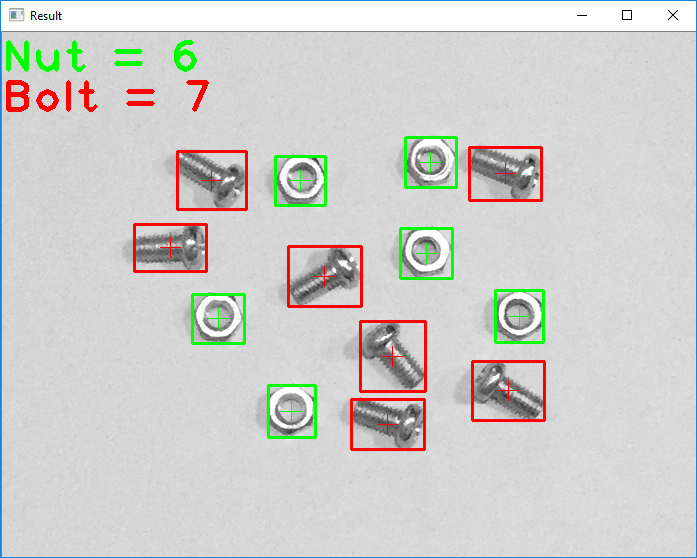 Result
Nut = 6
Bolt = 7